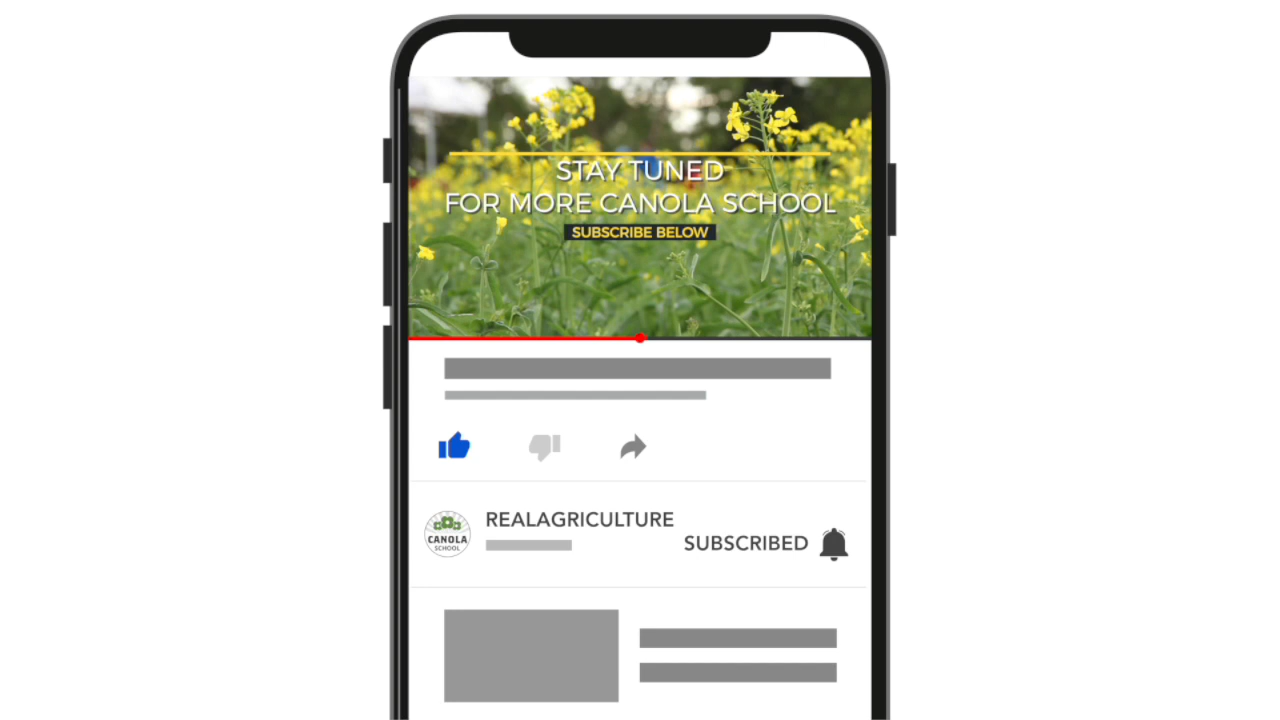 STAY TUNED
FOR MORE CANOLA SCHOOL
SUBSCRIBE BELOW
REALAGRICULTURE
SUBSCRIBED
CANOLA
SCHOOL